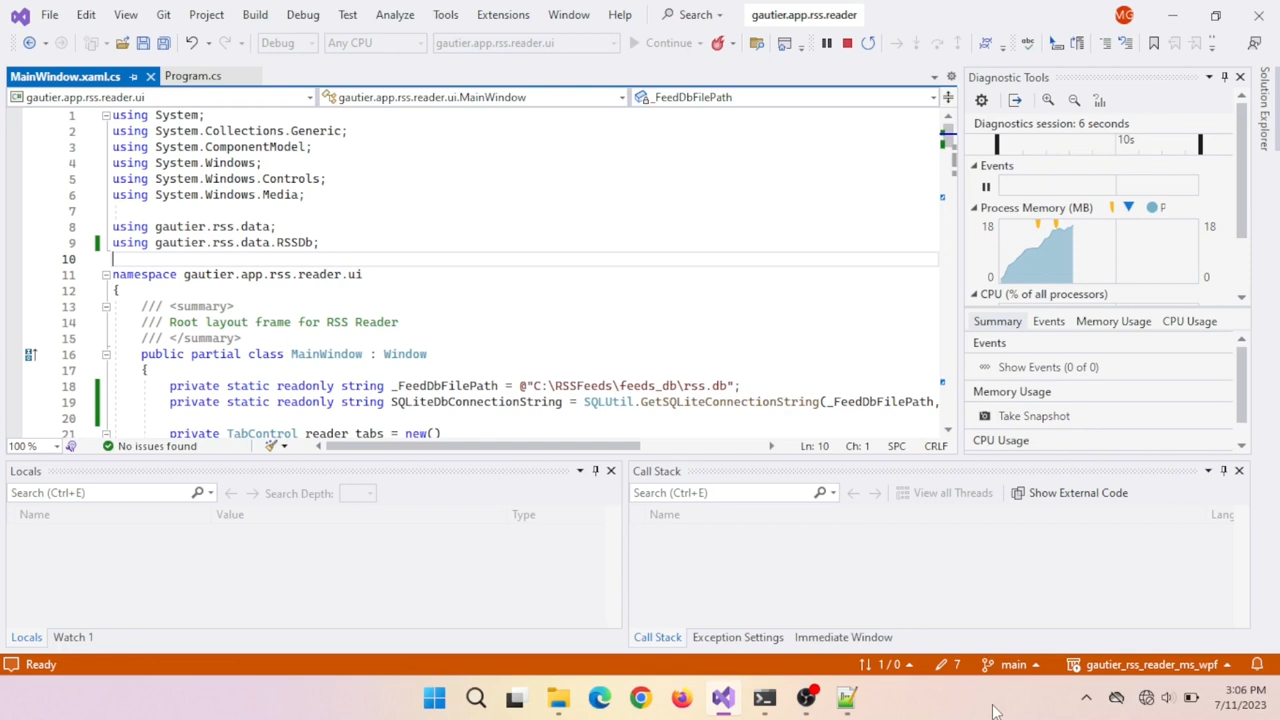 File Edit View Git Project Build Debug Test Analyze Tools Extensions Window Help Search gautier.app.rss.reader MG
Debug Any CPU gautier.app.rss.reader.ui Continue
MainWindow.xaml.cs Program.cs
gautier.app.rss.reader.ui gautier.app.rss.reader.ui.MainWindow _FeedDbFilePath
1 using System;
2 using System.Collections.Generic;
3 using System.ComponentModel;
4 using System.Windows;
5 using System.Windows.Controls;
6 using System.Windows.Media;
7
8 using gautier.rss.data;
9 using gautier.rss.data.RSSDb;
10
11 namespace gautier.app.rss.reader.ui
12 {
13 /// <summary>
14 /// Root layout frame for RSS Reader
15 /// </summary>
16 public partial class MainWindow : Window
17 {
18 private static readonly string _FeedDbFilePath = @"C:\RSSFeeds\feeds_db\rss.db";
19 private static readonly string SQLiteDbConnectionString = SQLUtil.GetSQLiteConnectionString(_FeedDbFilePath,
20
21 private TabControl reader tabs = new()
100 % No issues found Ln: 10 Ch: 1 SPC CRLF
Diagnostic Tools
Diagnostics session: 6 seconds
10s
Events
Process Memory (MB) P
18 18
0 0
CPU (% of all processors)
Summary Events Memory Usage CPU Usage
Events
Show Events (0 of 0)
Memory Usage
Take Snapshot
CPU Usage
Solution Explorer
Locals
Search (Ctrl+E) Search Depth:
Name Value Type
Locals Watch 1
Call Stack
Search (Ctrl+E) View all Threads Show External Code
Name Lang
Call Stack Exception Settings Immediate Window
Ready 1 / 0 7 main gautier_rss_reader_ms_wpf
3:06 PM
7/11/2023